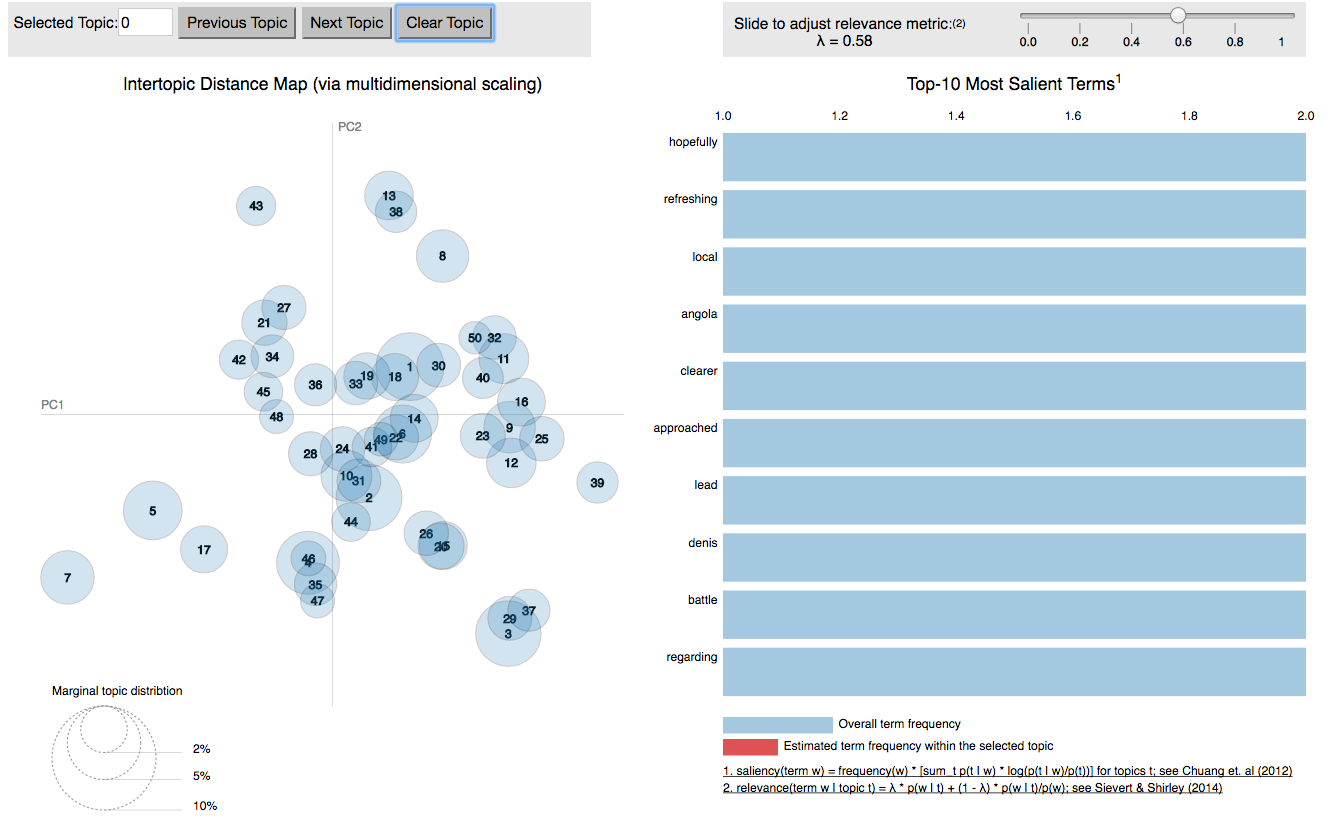 Selected Topic: 0 Previous Topic Next Topic Clear Topic
Slide to adjust relevance metric:(2)
λ = 0.58
0.0 0.2 0.4 0.6 0.8 1
Intertopic Distance Map (via multidimensional scaling)
PC2
PC1
13
43
38
8
27
21
50 32
42 34 11
1 30
19 18 40
36 33
45
16
48 14
9
6
22 23 25
49
41
24
28
12
10
31 39
2
5
44
26
17 20 15
46
4
7
35
47
37
29
3
Marginal topic distribtion
2%
5%
10%
Top-10 Most Salient Terms1
1.0 1.2 1.4 1.6 1.8 2.0
hopefully
refreshing
local
angola
clearer
approached
lead
denis
battle
regarding
Overall term frequency
Estimated term frequency within the selected topic
1. saliency(term w) = frequency(w) * [sum_t p(t | w) * log(p(t | w)/p(t))] for topics t; see Chuang et. al (2012)
2. relevance(term w | topic t) = λ * p(w | t) + (1 - λ) * p(w | t)/p(w); see Sievert & Shirley (2014)